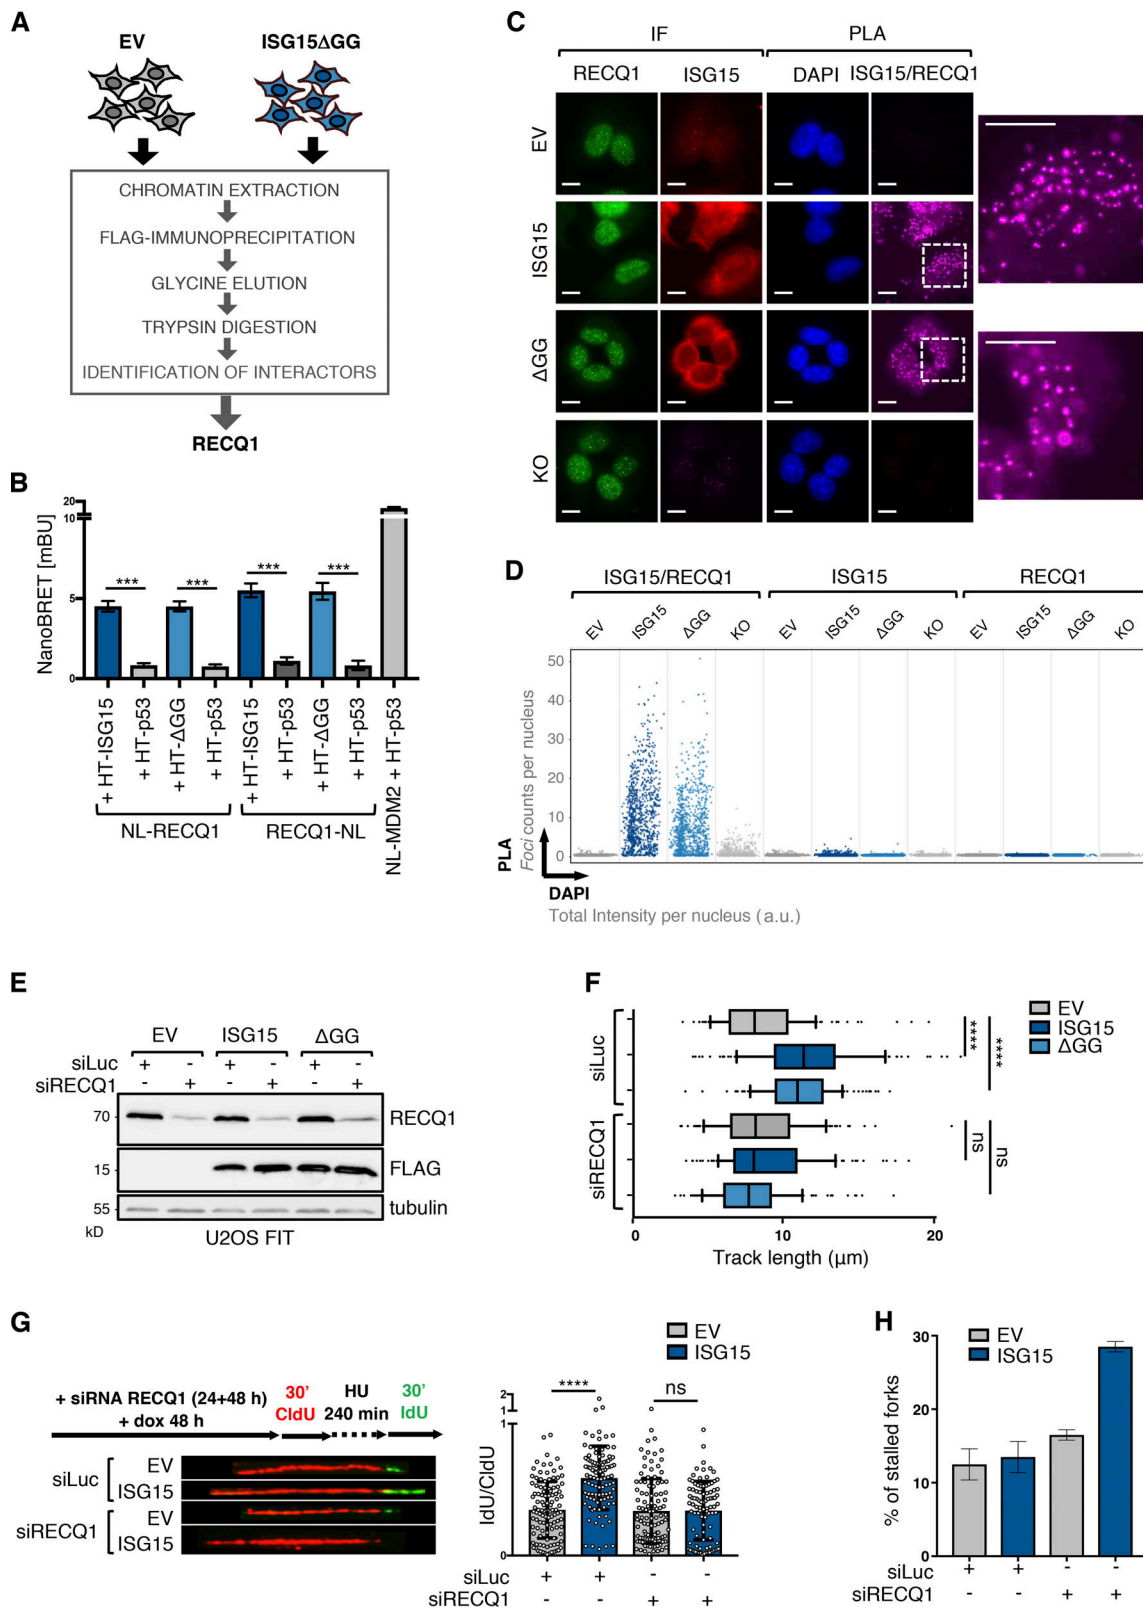 A
EV
ISG15ΔGG
CHROMATIN EXTRACTION
FLAG-IMMUNOPRECIPITATION
GLYCINE ELUTION
TRYPSIN DIGESTION
IDENTIFICATION OF INTERACTORS
RECQ1
B
NanoBRET [mBU]
20
10
5
0
***
***
***
***
+ HT-ISG15
+ HT-p53
+ HT-ΔGG
+ HT-p53
+ HT-ISG15
+ HT-p53
+ HT-ΔGG
+ HT-p53
NL-MDM2 + HT-p53
NL-RECQ1
RECQ1-NL
C
IF
PLA
RECQ1
ISG15
DAPI
ISG15/RECQ1
EV
ISG15
ΔGG
KO
D
ISG15/RECQ1
ISG15
RECQ1
EV
ISG15
ΔGG
KO
EV
ISG15
ΔGG
KO
EV
ISG15
ΔGG
KO
50
40
30
20
10
0
PLA
Foci counts per nucleus
DAPI
Total Intensity per nucleus (a.u.)
E
EV
ISG15
ΔGG
siLuc + - + - + -
siRECQ1 - + - + - +
70
RECQ1
15
FLAG
55
tubulin
kD
U2OS FIT
F
EV
ISG15
ΔGG
siLuc
siRECQ1
****
****
ns
ns
0
10
20
Track length (μm)
G
+ siRNA RECQ1 (24+48 h)
+ dox 48 h
30'
CldU
HU
240 min
30'
IdU
siLuc
EV
ISG15
siRECQ1
EV
ISG15
EV
ISG15
IdU/CldU
2
1
1
0
****
ns
siLuc + + - -
siRECQ1 - - + +
H
EV
ISG15
% of stalled forks
30
20
10
0
siLuc + + - -
siRECQ1 - - + +